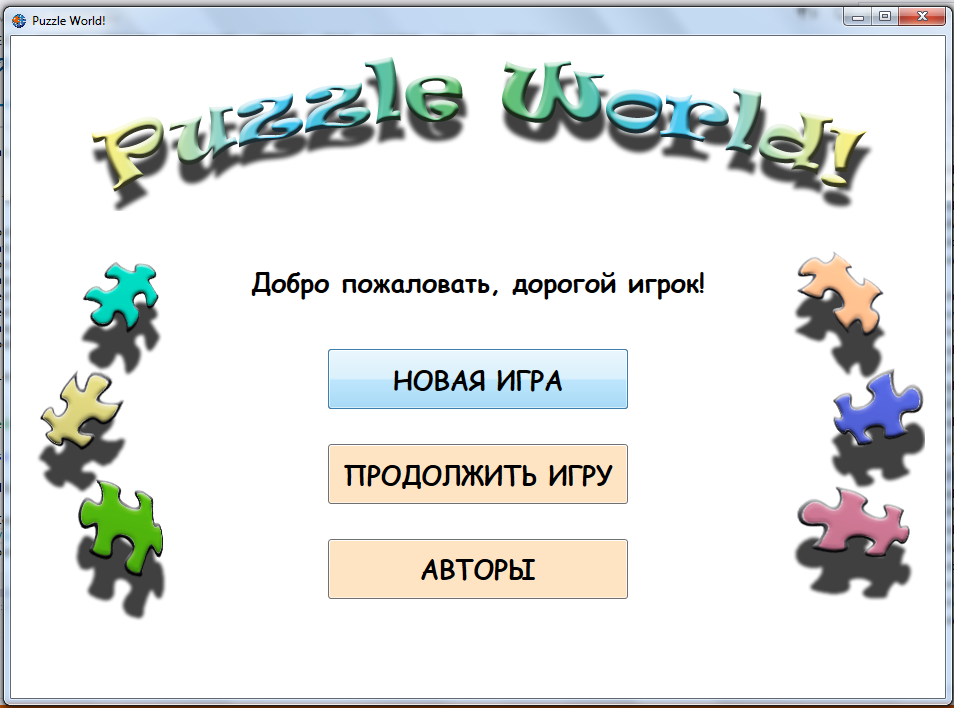 Puzzle World!
Puzzle World!
Добро пожаловать, дорогой игрок!
НОВАЯ ИГРА
ПРОДОЛЖИТЬ ИГРУ
АВТОРЫ